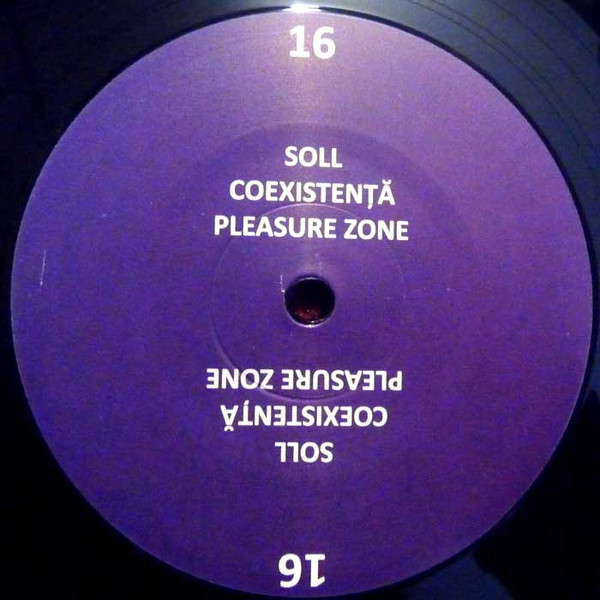 16
SOLL
COEXISTENȚĂ
PLEASURE ZONE
PLEASURE ZONE
COEXISTENȚĂ
SOLL
16